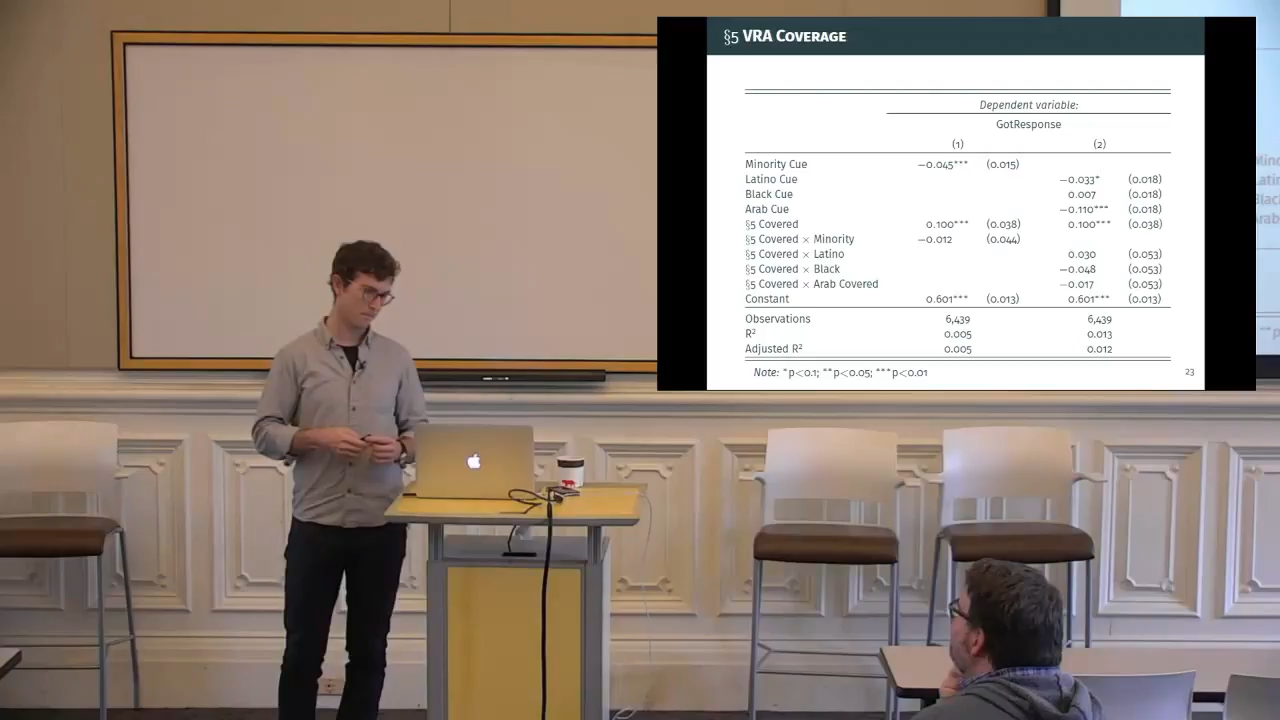 §5 VRA Coverage
Dependent variable:
GotResponse
(1) (2)
Minority Cue −0.045*** (0.015)
Latino Cue −0.033* (0.018)
Black Cue 0.007 (0.018)
Arab Cue −0.110*** (0.018)
§5 Covered 0.100*** (0.038) 0.100*** (0.038)
§5 Covered × Minority −0.012 (0.044)
§5 Covered × Latino 0.030 (0.053)
§5 Covered × Black −0.048 (0.053)
§5 Covered × Arab Covered −0.017 (0.053)
Constant 0.601*** (0.013) 0.601*** (0.013)
Observations 6,439 6,439
R² 0.005 0.013
Adjusted R² 0.005 0.012
Note: *p<0.1; **p<0.05; ***p<0.01
23